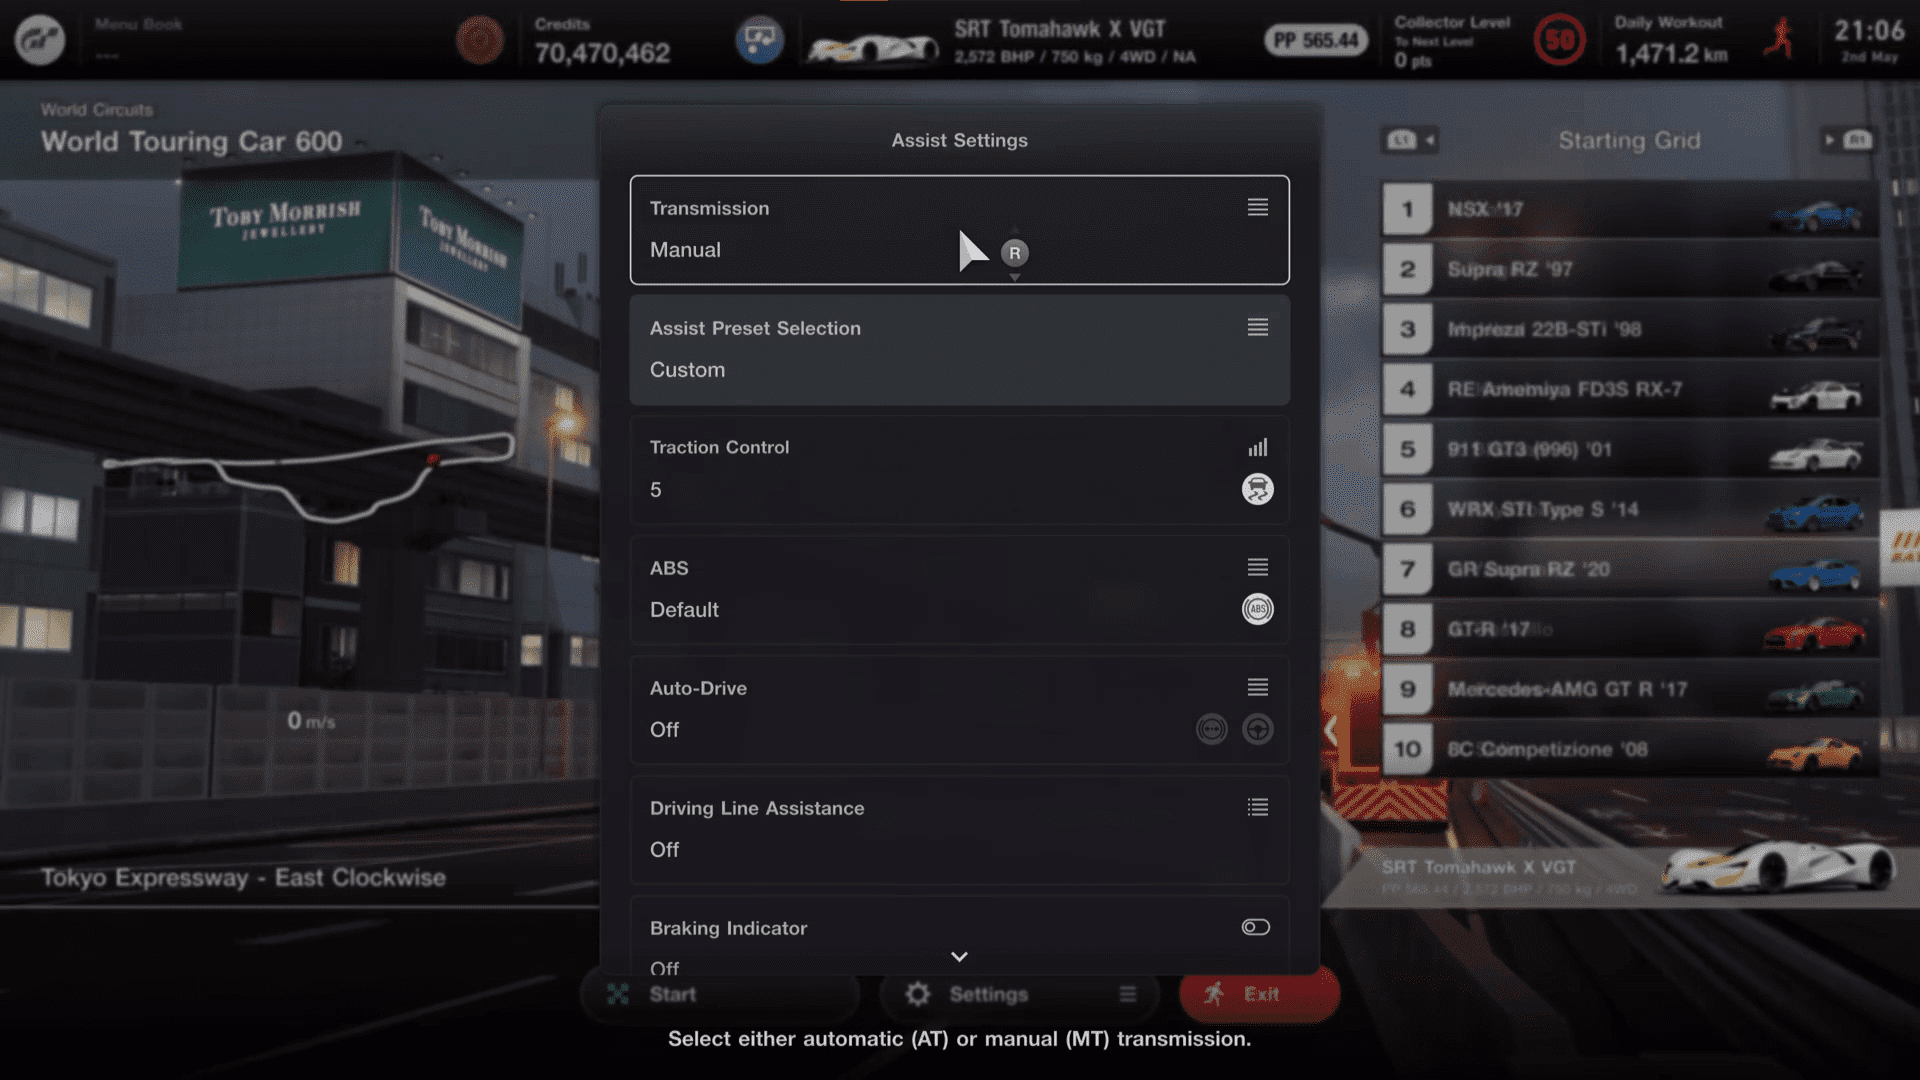 Menu Book
---
Credits
70,470,462
SRT Tomahawk X VGT
2,572 BHP / 750 kg / 4WD / NA
PP 565.44
Collector Level
To Next Level
0 pts
50
Daily Workout
1,471.2 km
21:06
2nd May
World Circuits
World Touring Car 600
TOBY MORRISH
JEWELLERY
TOBY MORRISH
JEWELLERY
0 m/s
Tokyo Expressway - East Clockwise
Assist Settings
Transmission
Manual
R
Assist Preset Selection
Custom
Traction Control
5
ABS
Default
ABS
Auto-Drive
Off
Driving Line Assistance
Off
Braking Indicator
Off
Start
Settings
Exit
Select either automatic (AT) or manual (MT) transmission.
L1
Starting Grid
R1
1 NSX '17
2 Supra RZ '97
3 Impreza 22B-STi '98
4 RE Amemiya FD3S RX-7
5 911 GT3 (996) '01
6 WRX STI Type S '14
7 GR Supra RZ '20
8 GT-R '17
9 Mercedes-AMG GT R '17
10 8C Competizione '08
SRT Tomahawk X VGT
PP 565.44 / 2,572 BHP / 750 kg / 4WD